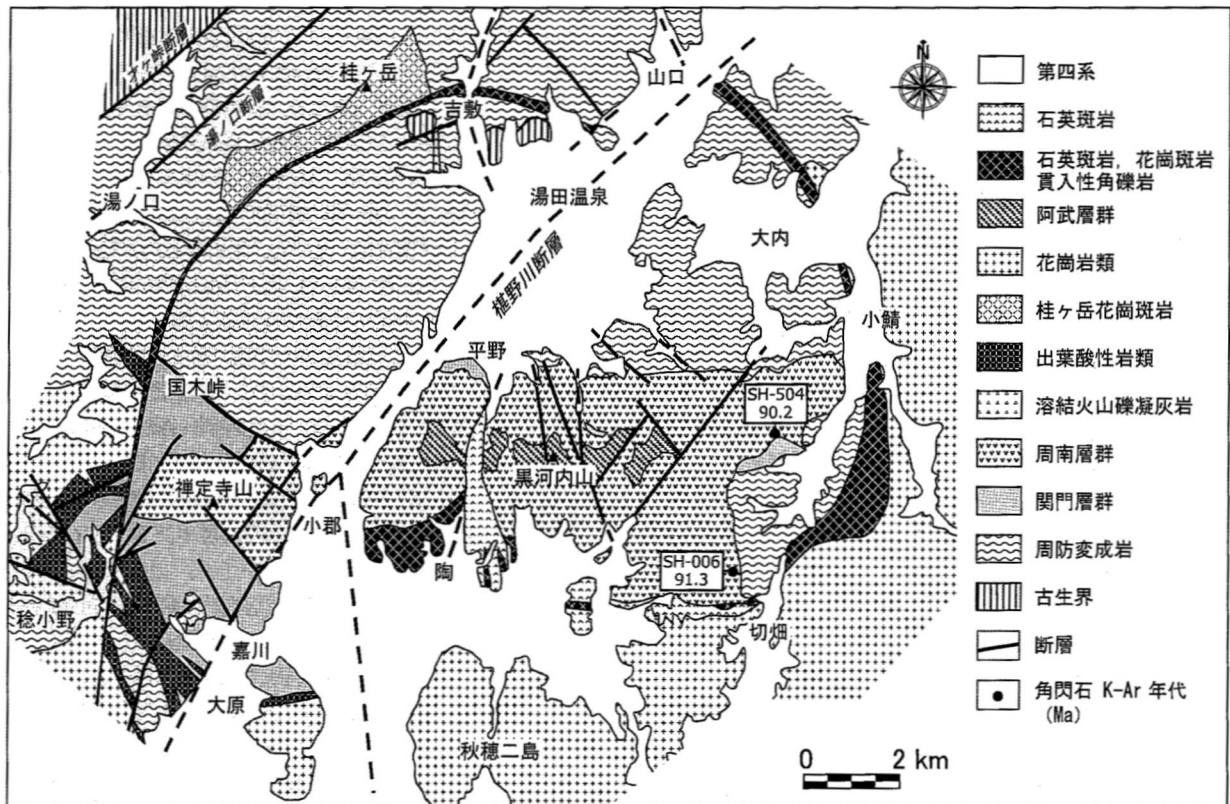 才ヶ峠断層
湯ノ口断層
桂ヶ岳
吉敷
山口
湯ノ口
湯田温泉
大内
椹野川断層
小鯖
平野
国木峠
SH-504
90.2
黒河内山
禅定寺山
小郡
陶
SH-006
91.3
切畑
稔小野
嘉川
大原
秋穂二島
N
第四系
石英斑岩
石英斑岩，花崗斑岩
貫入性角礫岩
阿武層群
花崗岩類
桂ヶ岳花崗斑岩
出葉酸性岩類
溶結火山礫凝灰岩
周南層群
関門層群
周防変成岩
古生界
断層
角閃石 K-Ar 年代
（Ma）
0 2 km